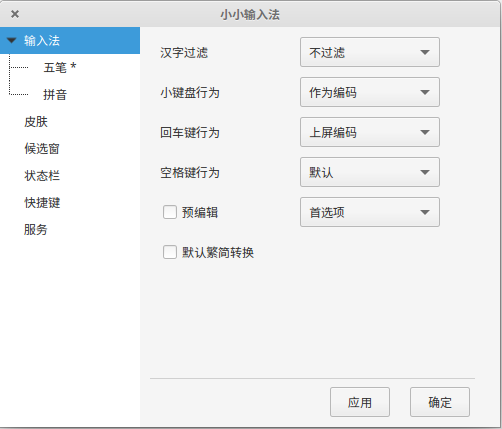 小小输入法
输入法
五笔 *
拼音
皮肤
候选窗
状态栏
快捷键
服务
汉字过滤 不过滤
小键盘行为 作为编码
回车键行为 上屏编码
空格键行为 默认
预编辑 首选项
默认繁简转换
应用 确定